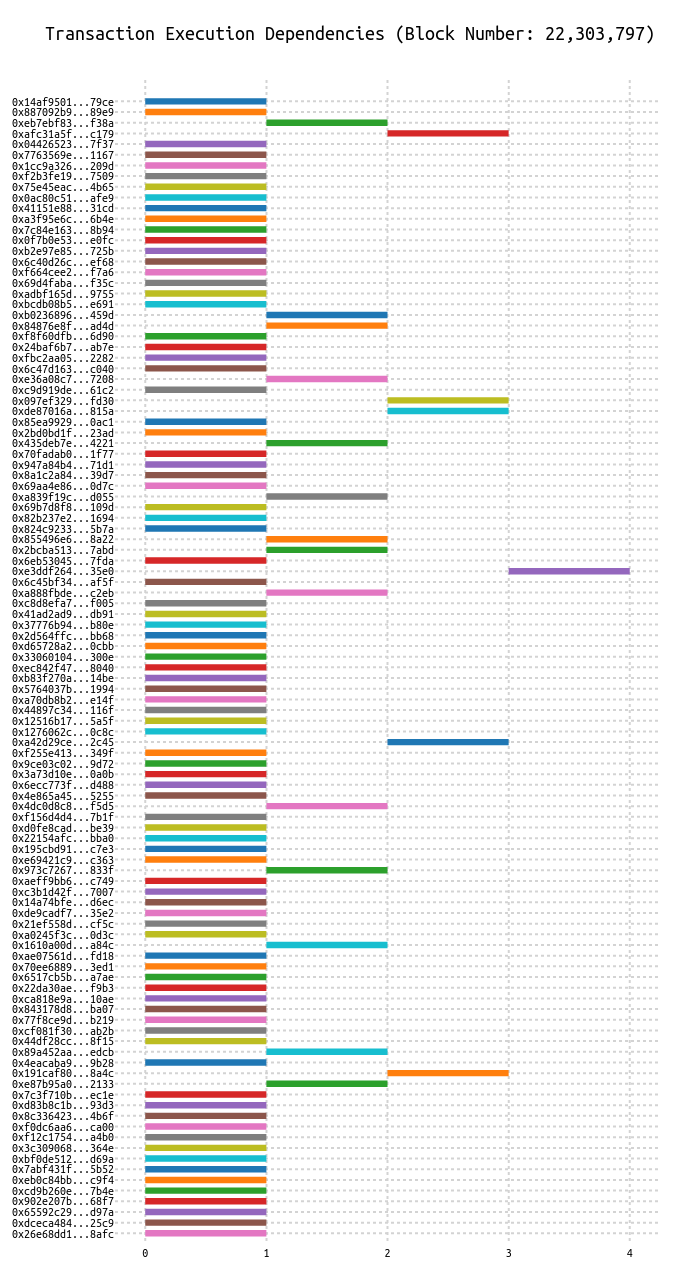 Transaction Execution Dependencies (Block Number: 22,303,797)
0x14af9501...79ce
0x887092b9...89e9
0xeb7ebf83...f38a
0xafc31a5f...c179
0x04426523...7f37
0x7763569e...1167
0x1cc9a326...209d
0xf2b3fe19...7509
0x75e45eac...4b65
0x0ac80c51...afe9
0x41151e88...31cd
0xa3f95e6c...6b4e
0x7c84e163...8b94
0x0f7b0e53...e0fc
0xb2e97e85...725b
0x6c40d26c...ef68
0xf664cee2...f7a6
0x69d4faba...f35c
0xadbf165d...9755
0xbcdb08b5...e691
0xb0236896...459d
0x84876e8f...ad4d
0xf8f60dfb...6d90
0x24baf6b7...ab7e
0xfbc2aa05...2282
0x6c47d163...c040
0xe36a08c7...7208
0xc9d919de...61c2
0x097ef329...fd30
0xde87016a...815a
0x85ea9929...0ac1
0x2bd0bd1f...23ad
0x435deb7e...4221
0x70fadab0...1f77
0x947a84b4...71d1
0x8a1c2a84...39d7
0x69aa4e86...0d7c
0xa839f19c...d055
0x69b7d8f8...109d
0x82b237e2...1694
0x824c9233...5b7a
0x855496e6...8a22
0x2bcba513...7abd
0x6eb53045...7fda
0xe3ddf264...35e0
0x6c45bf34...af5f
0xa888fbde...c2eb
0xc8d8efa7...f005
0x41ad2ad9...db91
0x37776b94...b80e
0x2d564ffc...bb68
0xd65728a2...0cbb
0x33060104...300e
0xec842f47...8040
0xb83f270a...14be
0x5764037b...1994
0xa70db8b2...e14f
0x44897c34...116f
0x12516b17...5a5f
0x1276062c...0c8c
0xa42d29ce...2c45
0xf255e413...349f
0x9ce03c02...9d72
0x3a73d10e...0a0b
0x6ecc773f...d488
0x4e865a45...5255
0x4dc0d8c8...f5d5
0xf156d4d4...7b1f
0xd0fe8cad...be39
0x22154afc...bba0
0x195cbd91...c7e3
0xe69421c9...c363
0x973c7267...833f
0xaeff9bb6...c749
0xc3b1d42f...7007
0x14a74bfe...d6ec
0xde9cadf7...35e2
0x21ef558d...cf5c
0xa0245f3c...0d3c
0x1610a00d...a84c
0xae07561d...fd18
0x70ee6889...3ed1
0x6517cb5b...a7ae
0x22da30ae...f9b3
0xca818e9a...10ae
0x843178d8...ba07
0x77f8ce9d...b219
0xcf081f30...ab2b
0x44df28cc...8f15
0x89a452aa...edcb
0x4eacaba9...9b28
0x191caf80...8a4c
0xe87b95a0...2133
0x7c3f710b...ec1e
0xd83b8c1b...93d3
0x8c336423...4b6f
0xf0dc6aa6...ca00
0xf12c1754...a4b0
0x3c309068...364e
0xbf0de512...d69a
0x7abf431f...5b52
0xeb0c84bb...c9f4
0xcd9b260e...7b4e
0x902e207b...68f7
0x65592c29...d97a
0xdceca484...25c9
0x26e68dd1...8afc
0 1 2 3 4